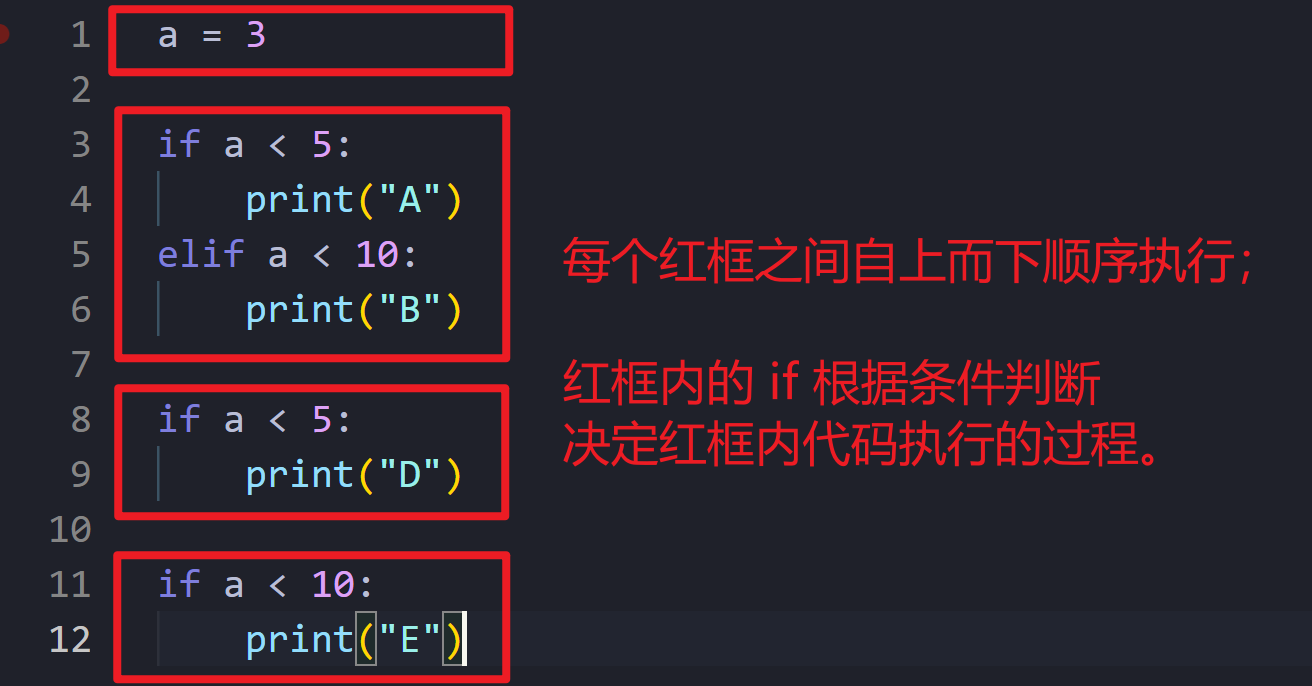 1 a = 3
2
3 if a < 5:
4     print("A")
5 elif a < 10:
6     print("B")
7
8 if a < 5:
9     print("D")
10
11 if a < 10:
12     print("E")
每个红框之间自上而下顺序执行；
红框内的 if 根据条件判断
决定红框内代码执行的过程。